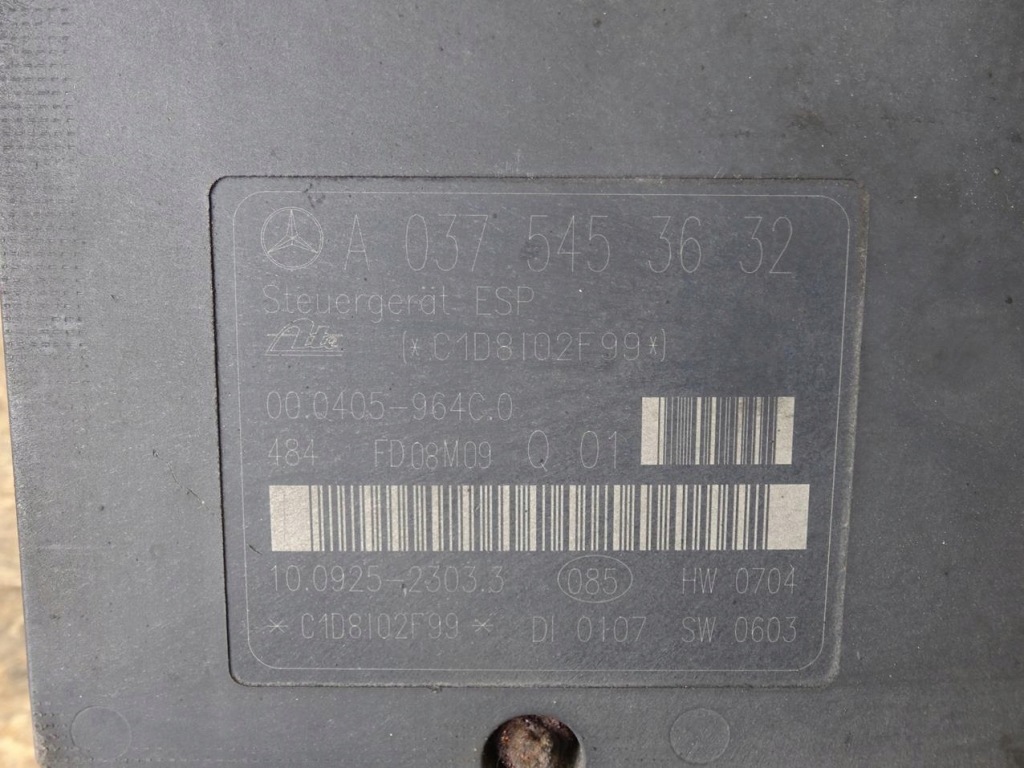 A 037 545 36 32
Steuergerät ESP
Ate (*C1D8I02F99*)
00.0405-964C.0
484 FD.08M09 Q 01
10.0925-2303.3 085 HW 0704
* C1D8I02F99 * DI 0107 SW 0603